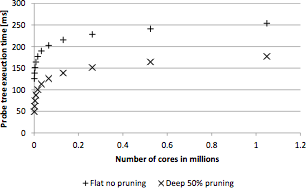 300
250
200
150
100
50
0
Probe tree exeuction time [ms]
0 0.2 0.4 0.6 0.8 1 1.2
Number of cores in millions
Flat no pruning Deep 50% pruning